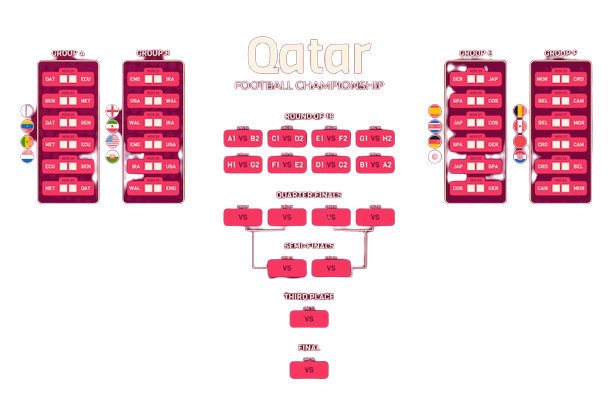 Qatar
FOOTBALL CHAMPIONSHIP
GROUP A
QAT ECU
SEN NET
QAT SEN
NET ECU
ECU SEN
NET QAT
GROUP B
ENG IRA
USA WAL
WAL IRA
ENG USA
IRA USA
WAL ENG
ROUND OF 16
A1 VS B2 C1 VS D2 E1 VS F2 G1 VS H2
H1 VS G2 F1 VS E2 D1 VS C2 B1 VS A2
QUARTER FINALS
VS VS VS VS
SEMI-FINALS
VS VS
THIRD PLACE
VS
FINAL
VS
GROUP E
GER JAP
SPA COS
JAP COS
SPA GER
JAP SPA
COS GER
GROUP F
MOR CRO
BEL CAN
BEL MOR
CRO CAN
CRO BEL
CAN MOR